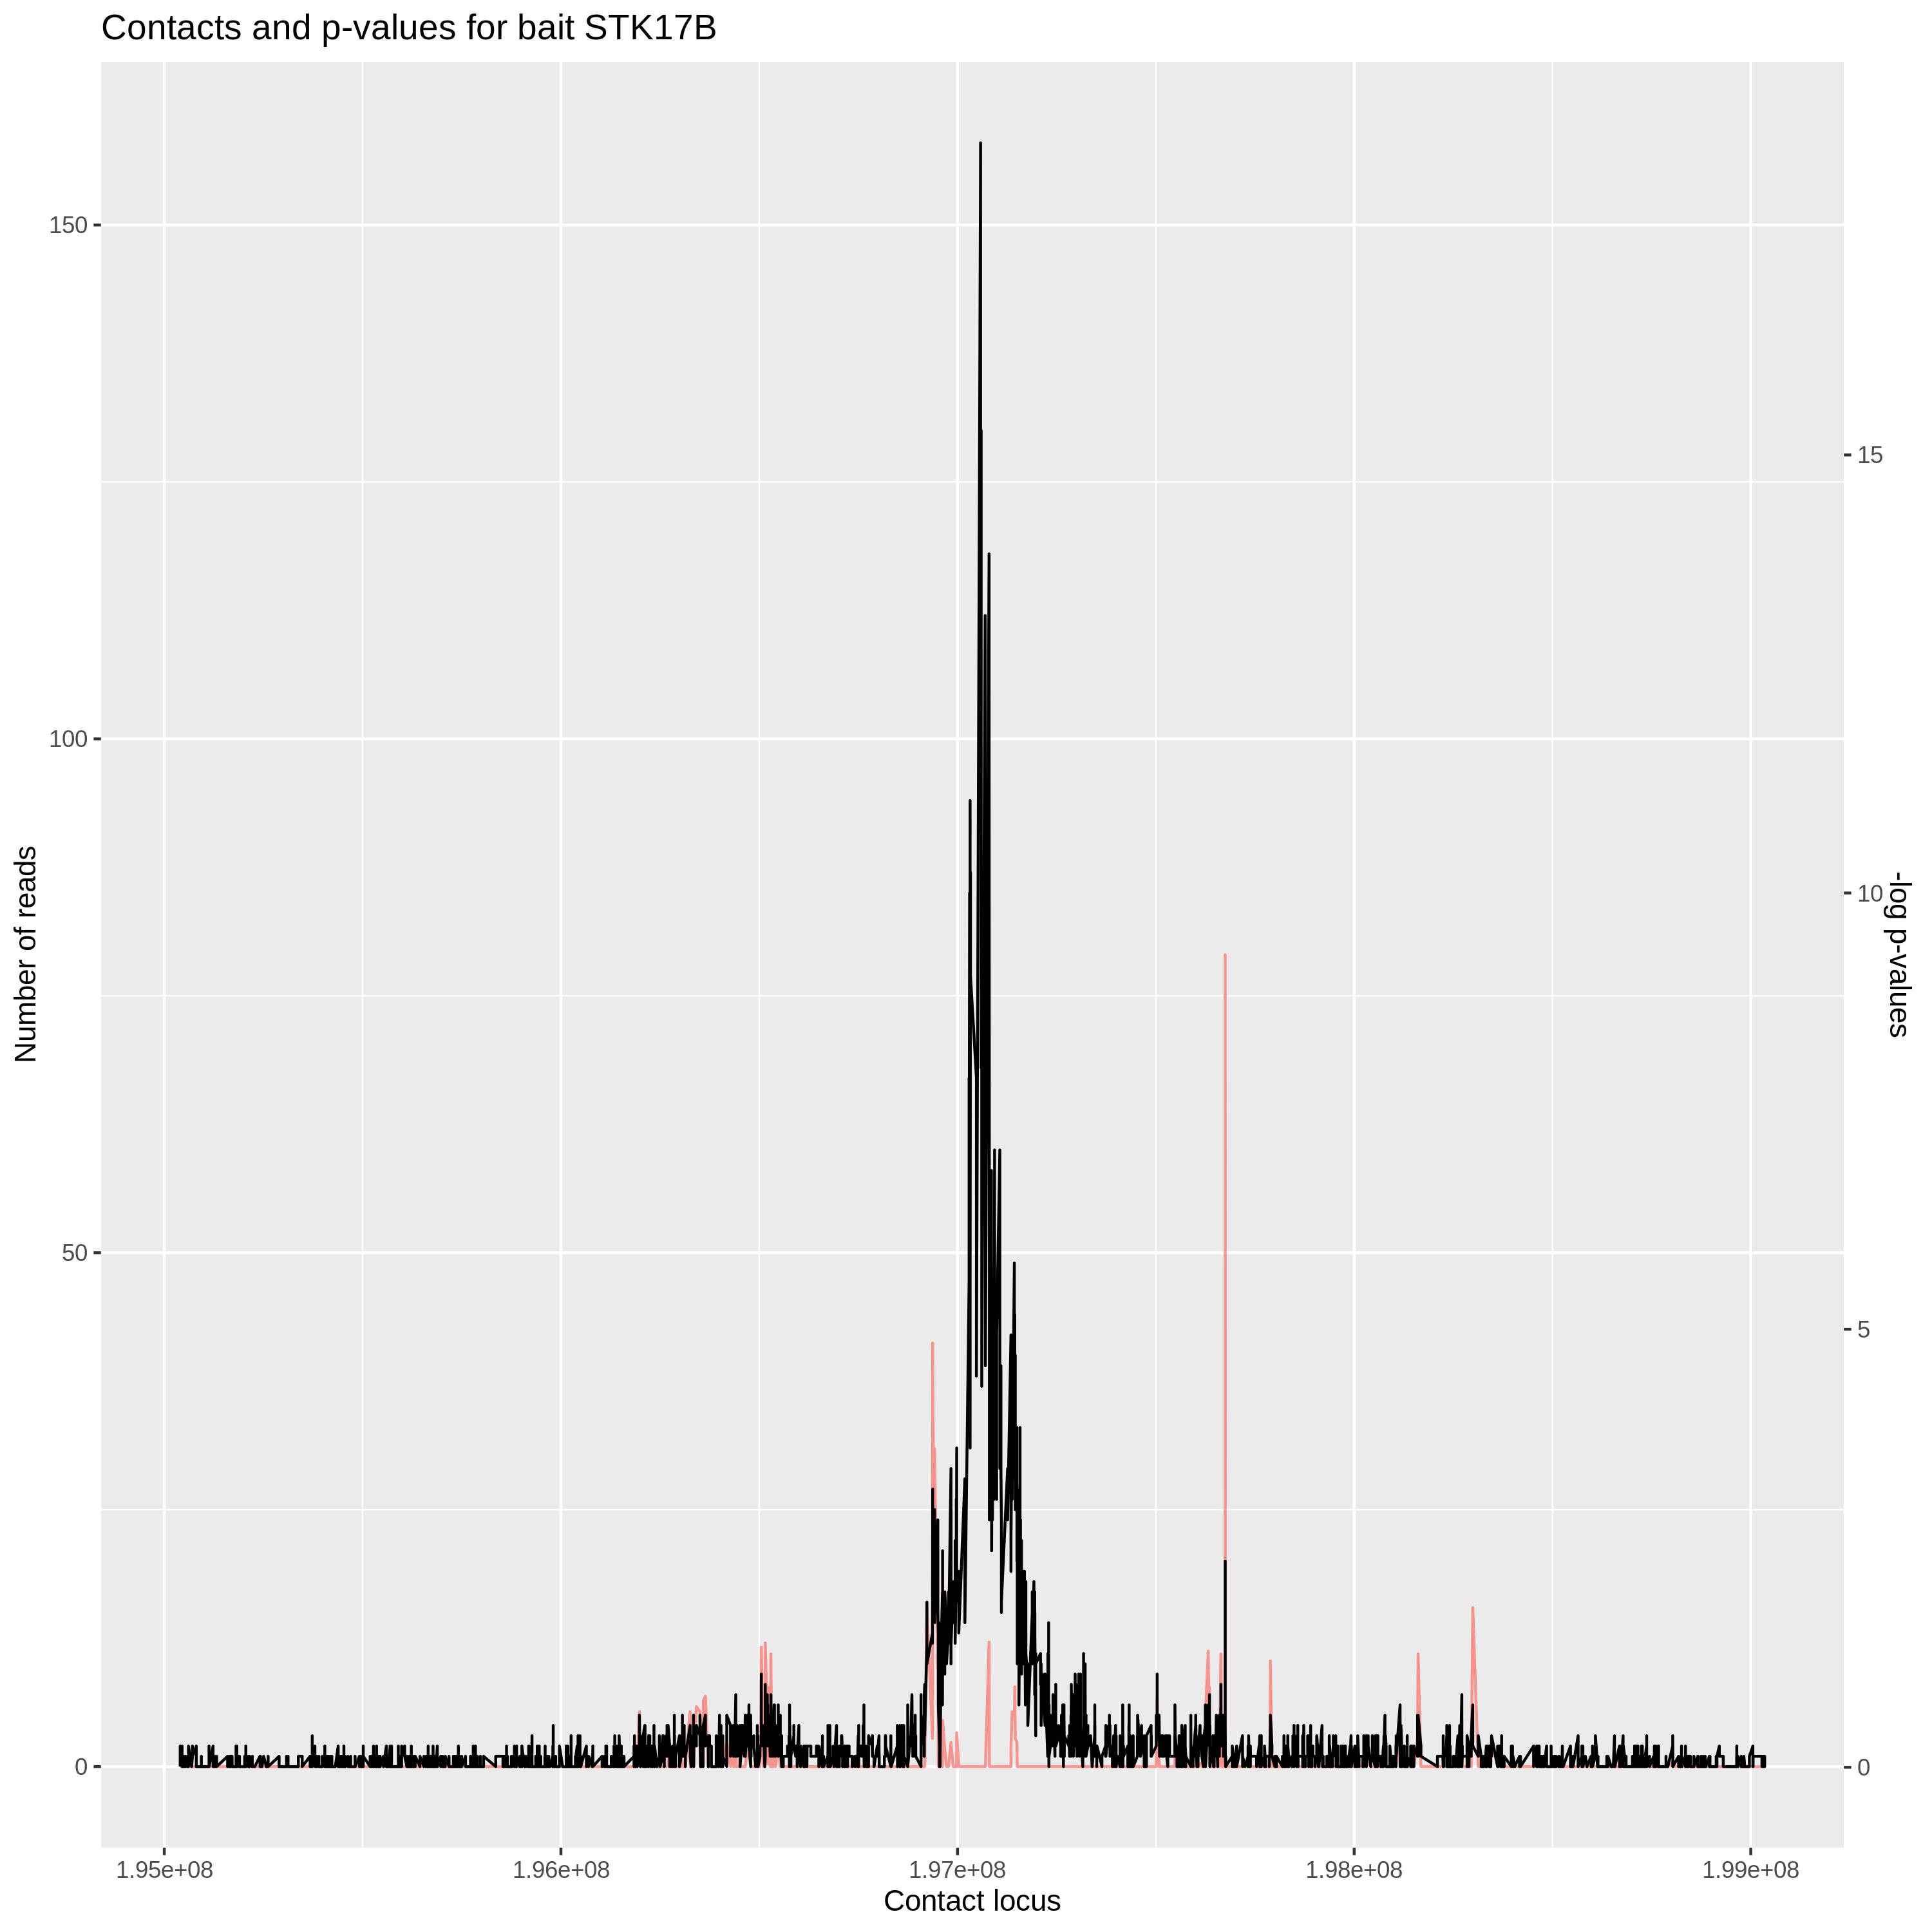 Contacts and p-values for bait STK17B
150
100
50
0
Number of reads
15
10
5
0
-log p-values
1.95e+08 1.96e+08 1.97e+08 1.98e+08 1.99e+08
Contact locus